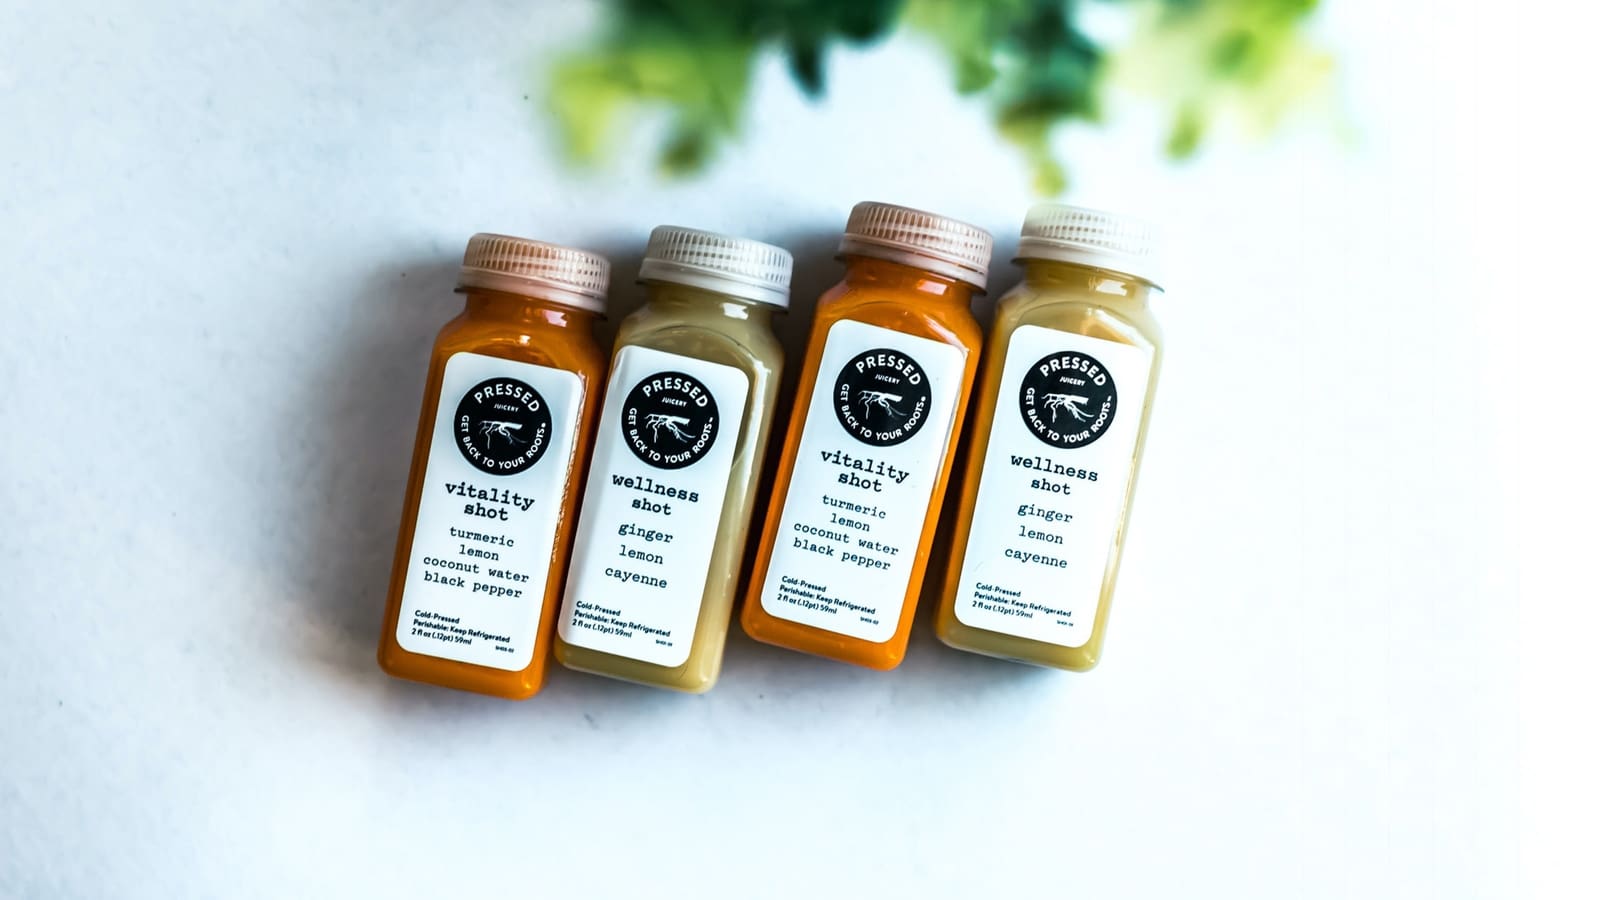 PRESSED
JUICERY
GET BACK TO YOUR ROOTS®
vitality
shot
turmeric
lemon
coconut water
black pepper
Cold-Pressed
Perishable: Keep Refrigerated
2 fl oz (.12pt) 59ml
PRESSED
JUICERY
GET BACK TO YOUR ROOTS™
wellness
shot
ginger
lemon
cayenne
Cold-Pressed
Perishable: Keep Refrigerated
2 fl oz (.12pt) 59ml
PRESSED
JUICERY
GET BACK TO YOUR ROOTS®
vitality
shot
turmeric
lemon
coconut water
black pepper
Cold-Pressed
Perishable: Keep Refrigerated
2 fl oz (.12pt) 59ml
PRESSED
JUICERY
GET BACK TO YOUR ROOTS™
wellness
shot
ginger
lemon
cayenne
Cold-Pressed
Perishable: Keep Refrigerated
2 fl oz (.12pt) 59ml